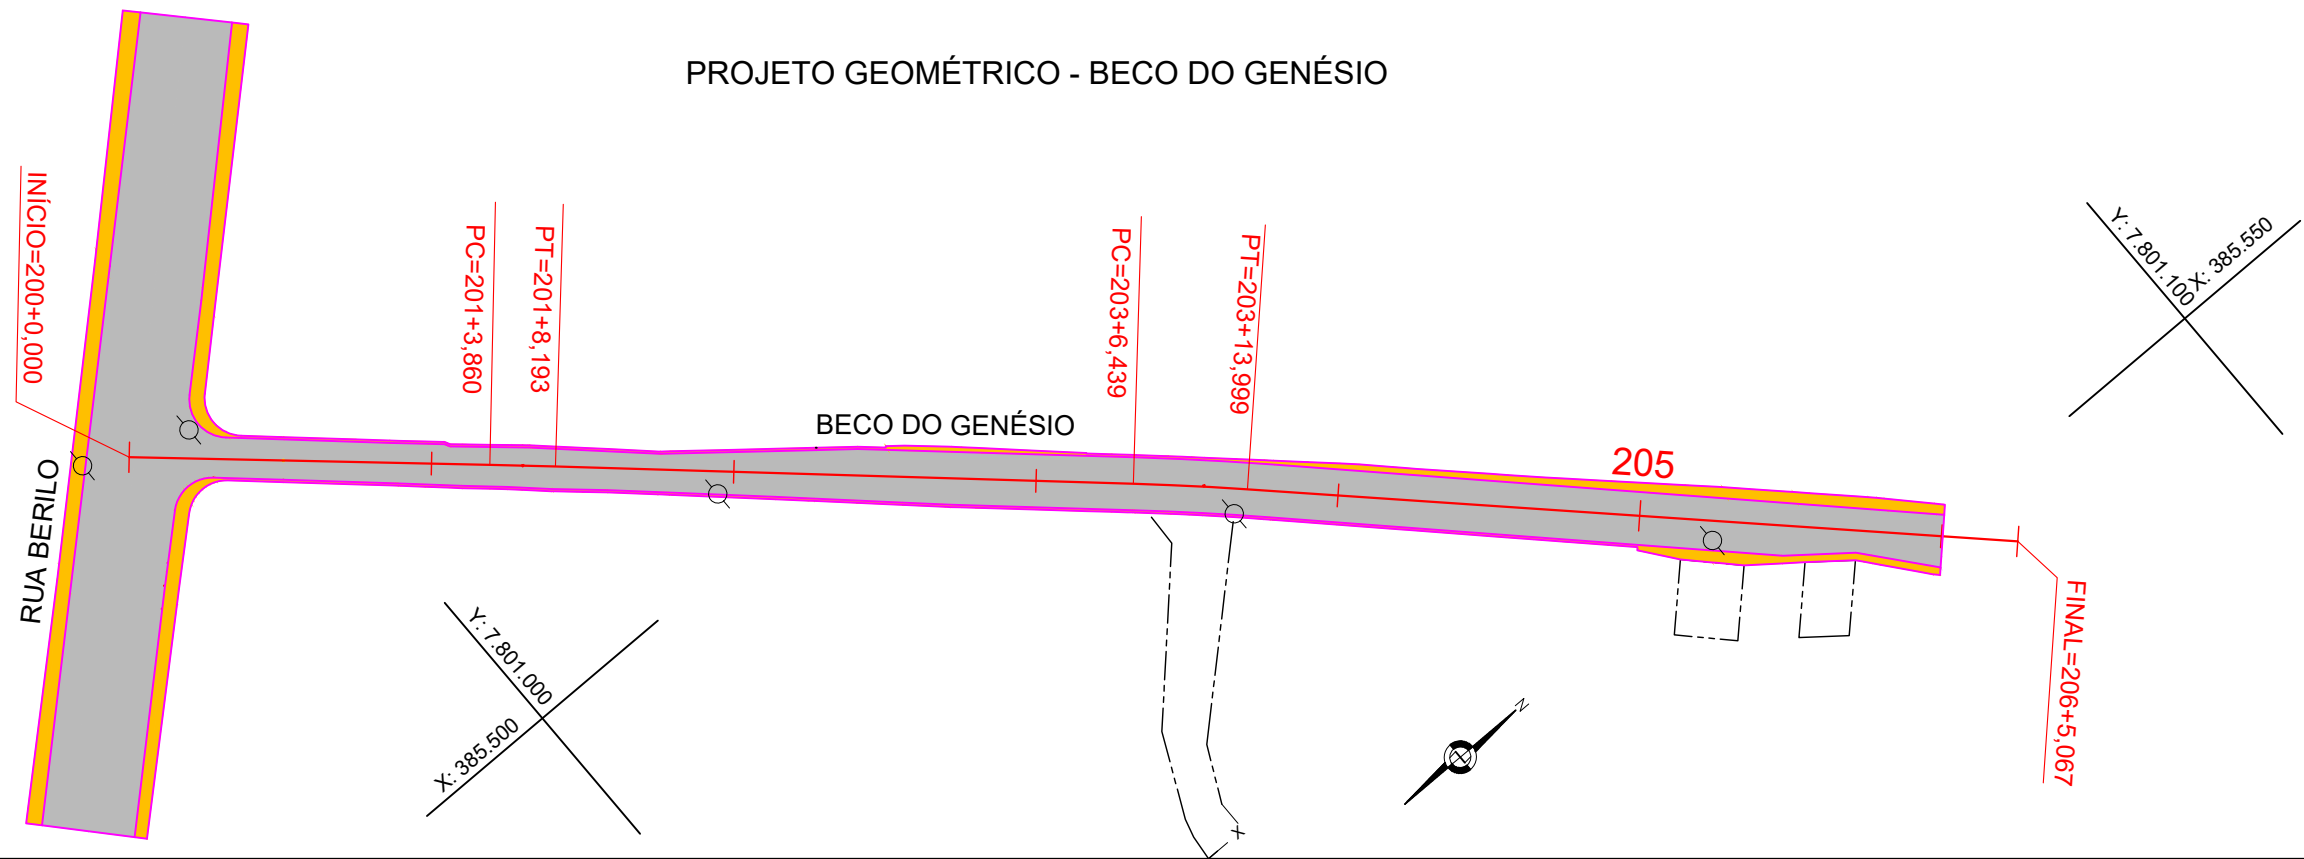 PROJETO GEOMÉTRICO - BECO DO GENÉSIO
INÍCIO=200+0,000
PC=201+3,860
PT=201+8,193
PC=203+6,439
PT=203+13,999
Y: 7.801.100
X: 385.550
BECO DO GENÉSIO
205
RUA BERILO
Y: 7.801.000
X: 385.500
FINAL=206+5,067
N
X